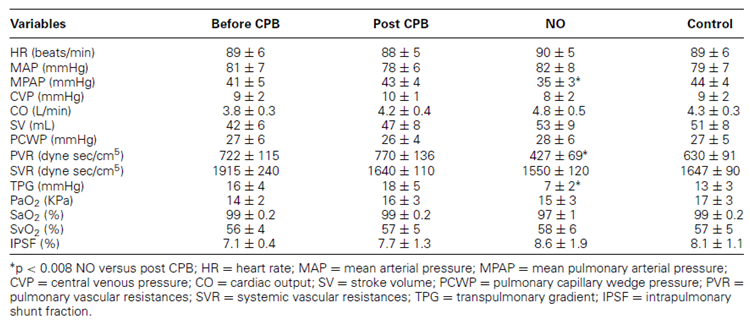 Variables Before CPB Post CPB NO Control
HR (beats/min) 89 ± 6 88 ± 5 90 ± 5 89 ± 6
MAP (mmHg) 81 ± 7 78 ± 6 82 ± 8 79 ± 7
MPAP (mmHg) 41 ± 5 43 ± 4 35 ± 3* 44 ± 4
CVP (mmHg) 9 ± 2 10 ± 1 8 ± 2 9 ± 2
CO (L/min) 3.8 ± 0.3 4.2 ± 0.4 4.8 ± 0.5 4.3 ± 0.3
SV (mL) 42 ± 6 47 ± 8 53 ± 9 51 ± 8
PCWP (mmHg) 27 ± 6 26 ± 4 28 ± 6 27 ± 5
PVR (dyne sec/cm⁵) 722 ± 115 770 ± 136 427 ± 69* 630 ± 91
SVR (dyne sec/cm⁵) 1915 ± 240 1640 ± 110 1550 ± 120 1647 ± 90
TPG (mmHg) 16 ± 4 18 ± 5 7 ± 2* 13 ± 3
PaO₂ (KPa) 14 ± 2 16 ± 3 15 ± 3 17 ± 3
SaO₂ (%) 99 ± 0.2 99 ± 0.2 97 ± 1 99 ± 0.2
SvO₂ (%) 56 ± 4 57 ± 5 58 ± 6 57 ± 5
IPSF (%) 7.1 ± 0.4 7.7 ± 1.3 8.6 ± 1.9 8.1 ± 1.1
*p < 0.008 NO versus post CPB; HR = heart rate; MAP = mean arterial pressure; MPAP = mean pulmonary arterial pressure;
CVP = central venous pressure; CO = cardiac output; SV = stroke volume; PCWP = pulmonary capillary wedge pressure; PVR =
pulmonary vascular resistances; SVR = systemic vascular resistances; TPG = transpulmonary gradient; IPSF = intrapulmonary
shunt fraction.